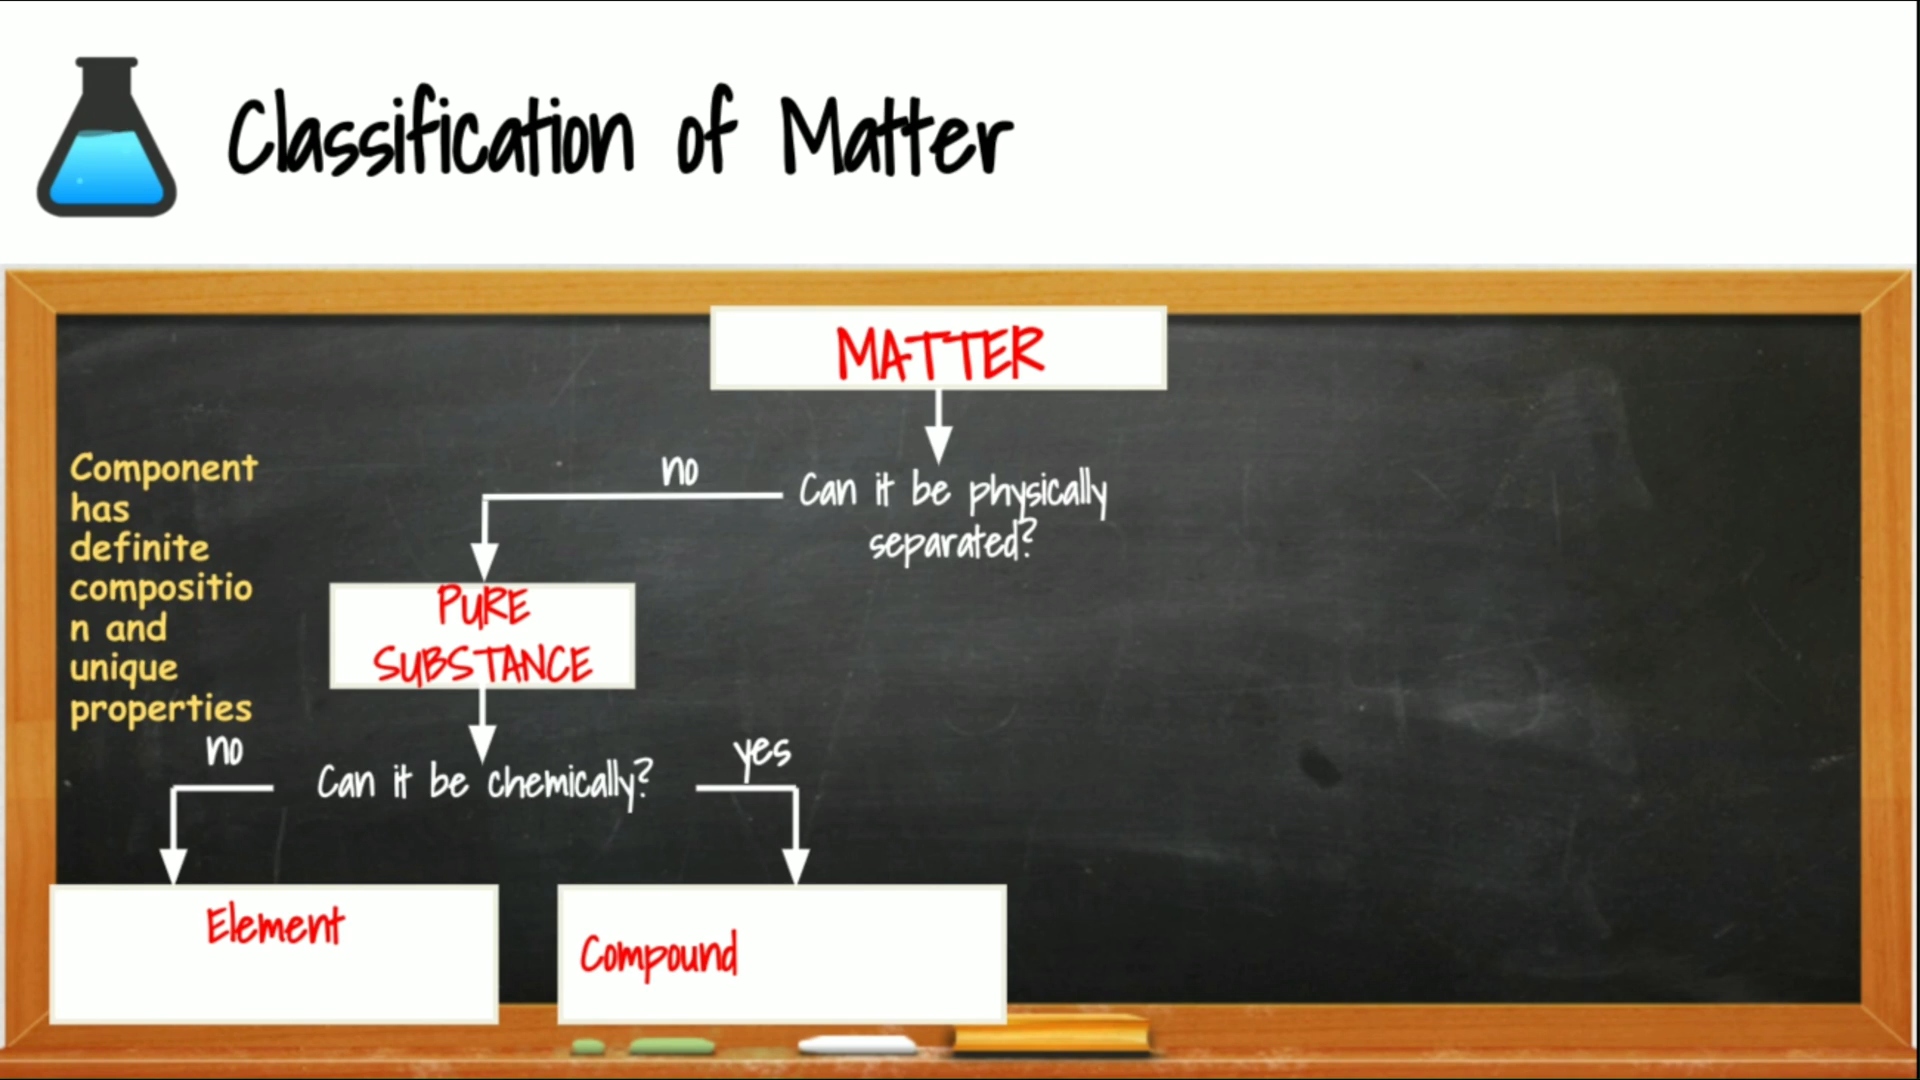 Classification of Matter
MATTER
no
Can it be physically
separated?
Component
has
definite
compositio
n and
unique
properties
PURE
SUBSTANCE
no
Can it be chemically?
yes
Element
Compound